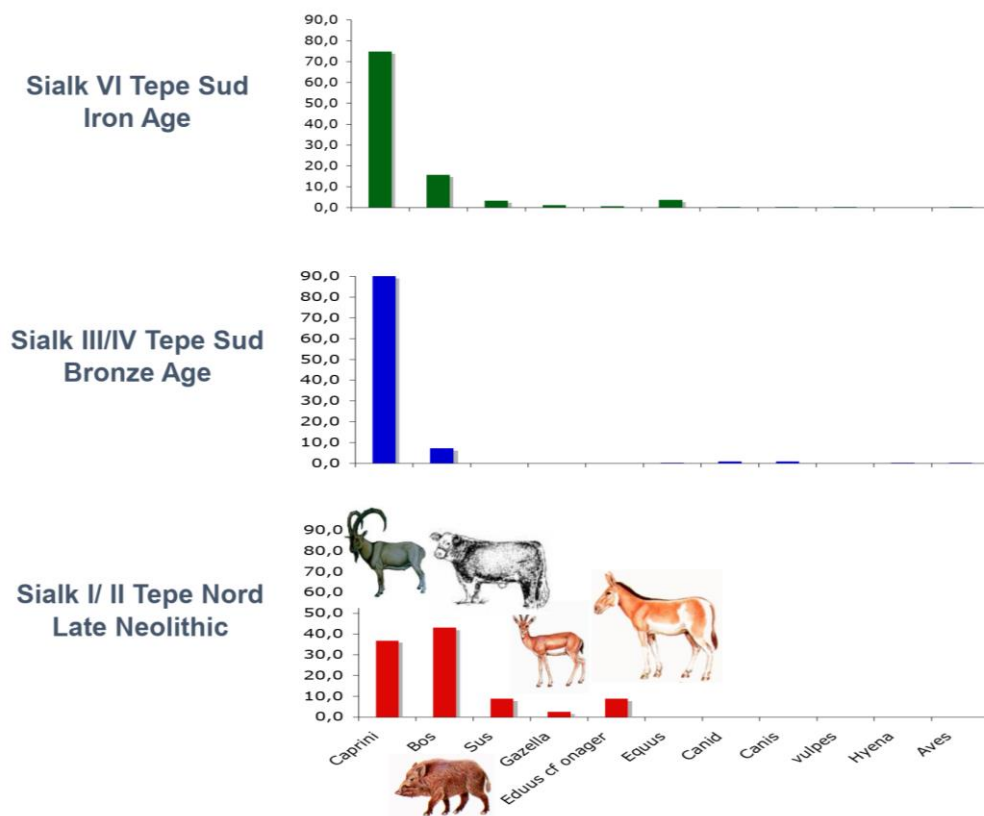 Sialk VI Tepe Sud
Iron Age
90,0
80,0
70,0
60,0
50,0
40,0
30,0
20,0
10,0
0,0
Sialk III/IV Tepe Sud
Bronze Age
90,0
80,0
70,0
60,0
50,0
40,0
30,0
20,0
10,0
0,0
Sialk I/ II Tepe Nord
Late Neolithic
90,0
80,0
70,0
60,0
50,0
40,0
30,0
20,0
10,0
0,0
Caprini
Bos
Sus
Gazella
Eduus cf onager
Equus
Canid
Canis
vulpes
Hyena
Aves